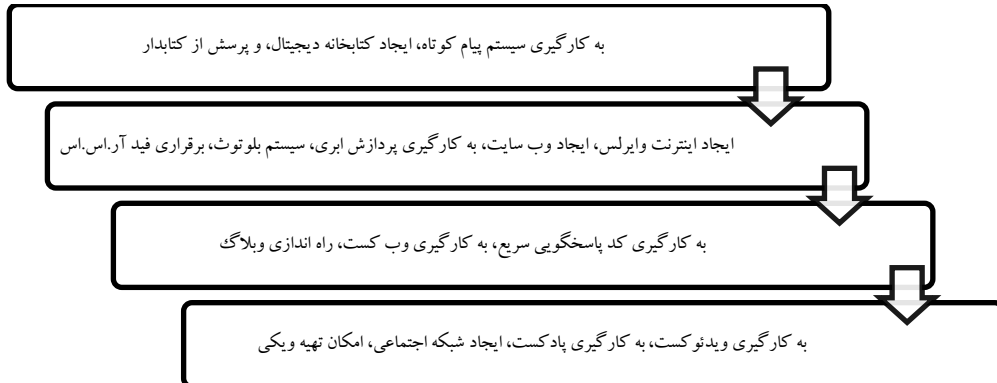 به کارگیری سیستم پیام کوتاه، ایجاد کتابخانه دیجیتال، و پرسش از کتابدار
ایجاد اینترنت وایرلس، ایجاد وب سایت، به کارگیری پردازش ابری، سیستم بلوتوث، برقراری فید آر.اس.اس
به کارگیری کد پاسخگویی سریع، به کارگیری وب کست، راه اندازی وبلاگ
به کارگیری ویدئوکست، به کارگیری پادکست، ایجاد شبکه اجتماعی، امکان تهیه ویکی